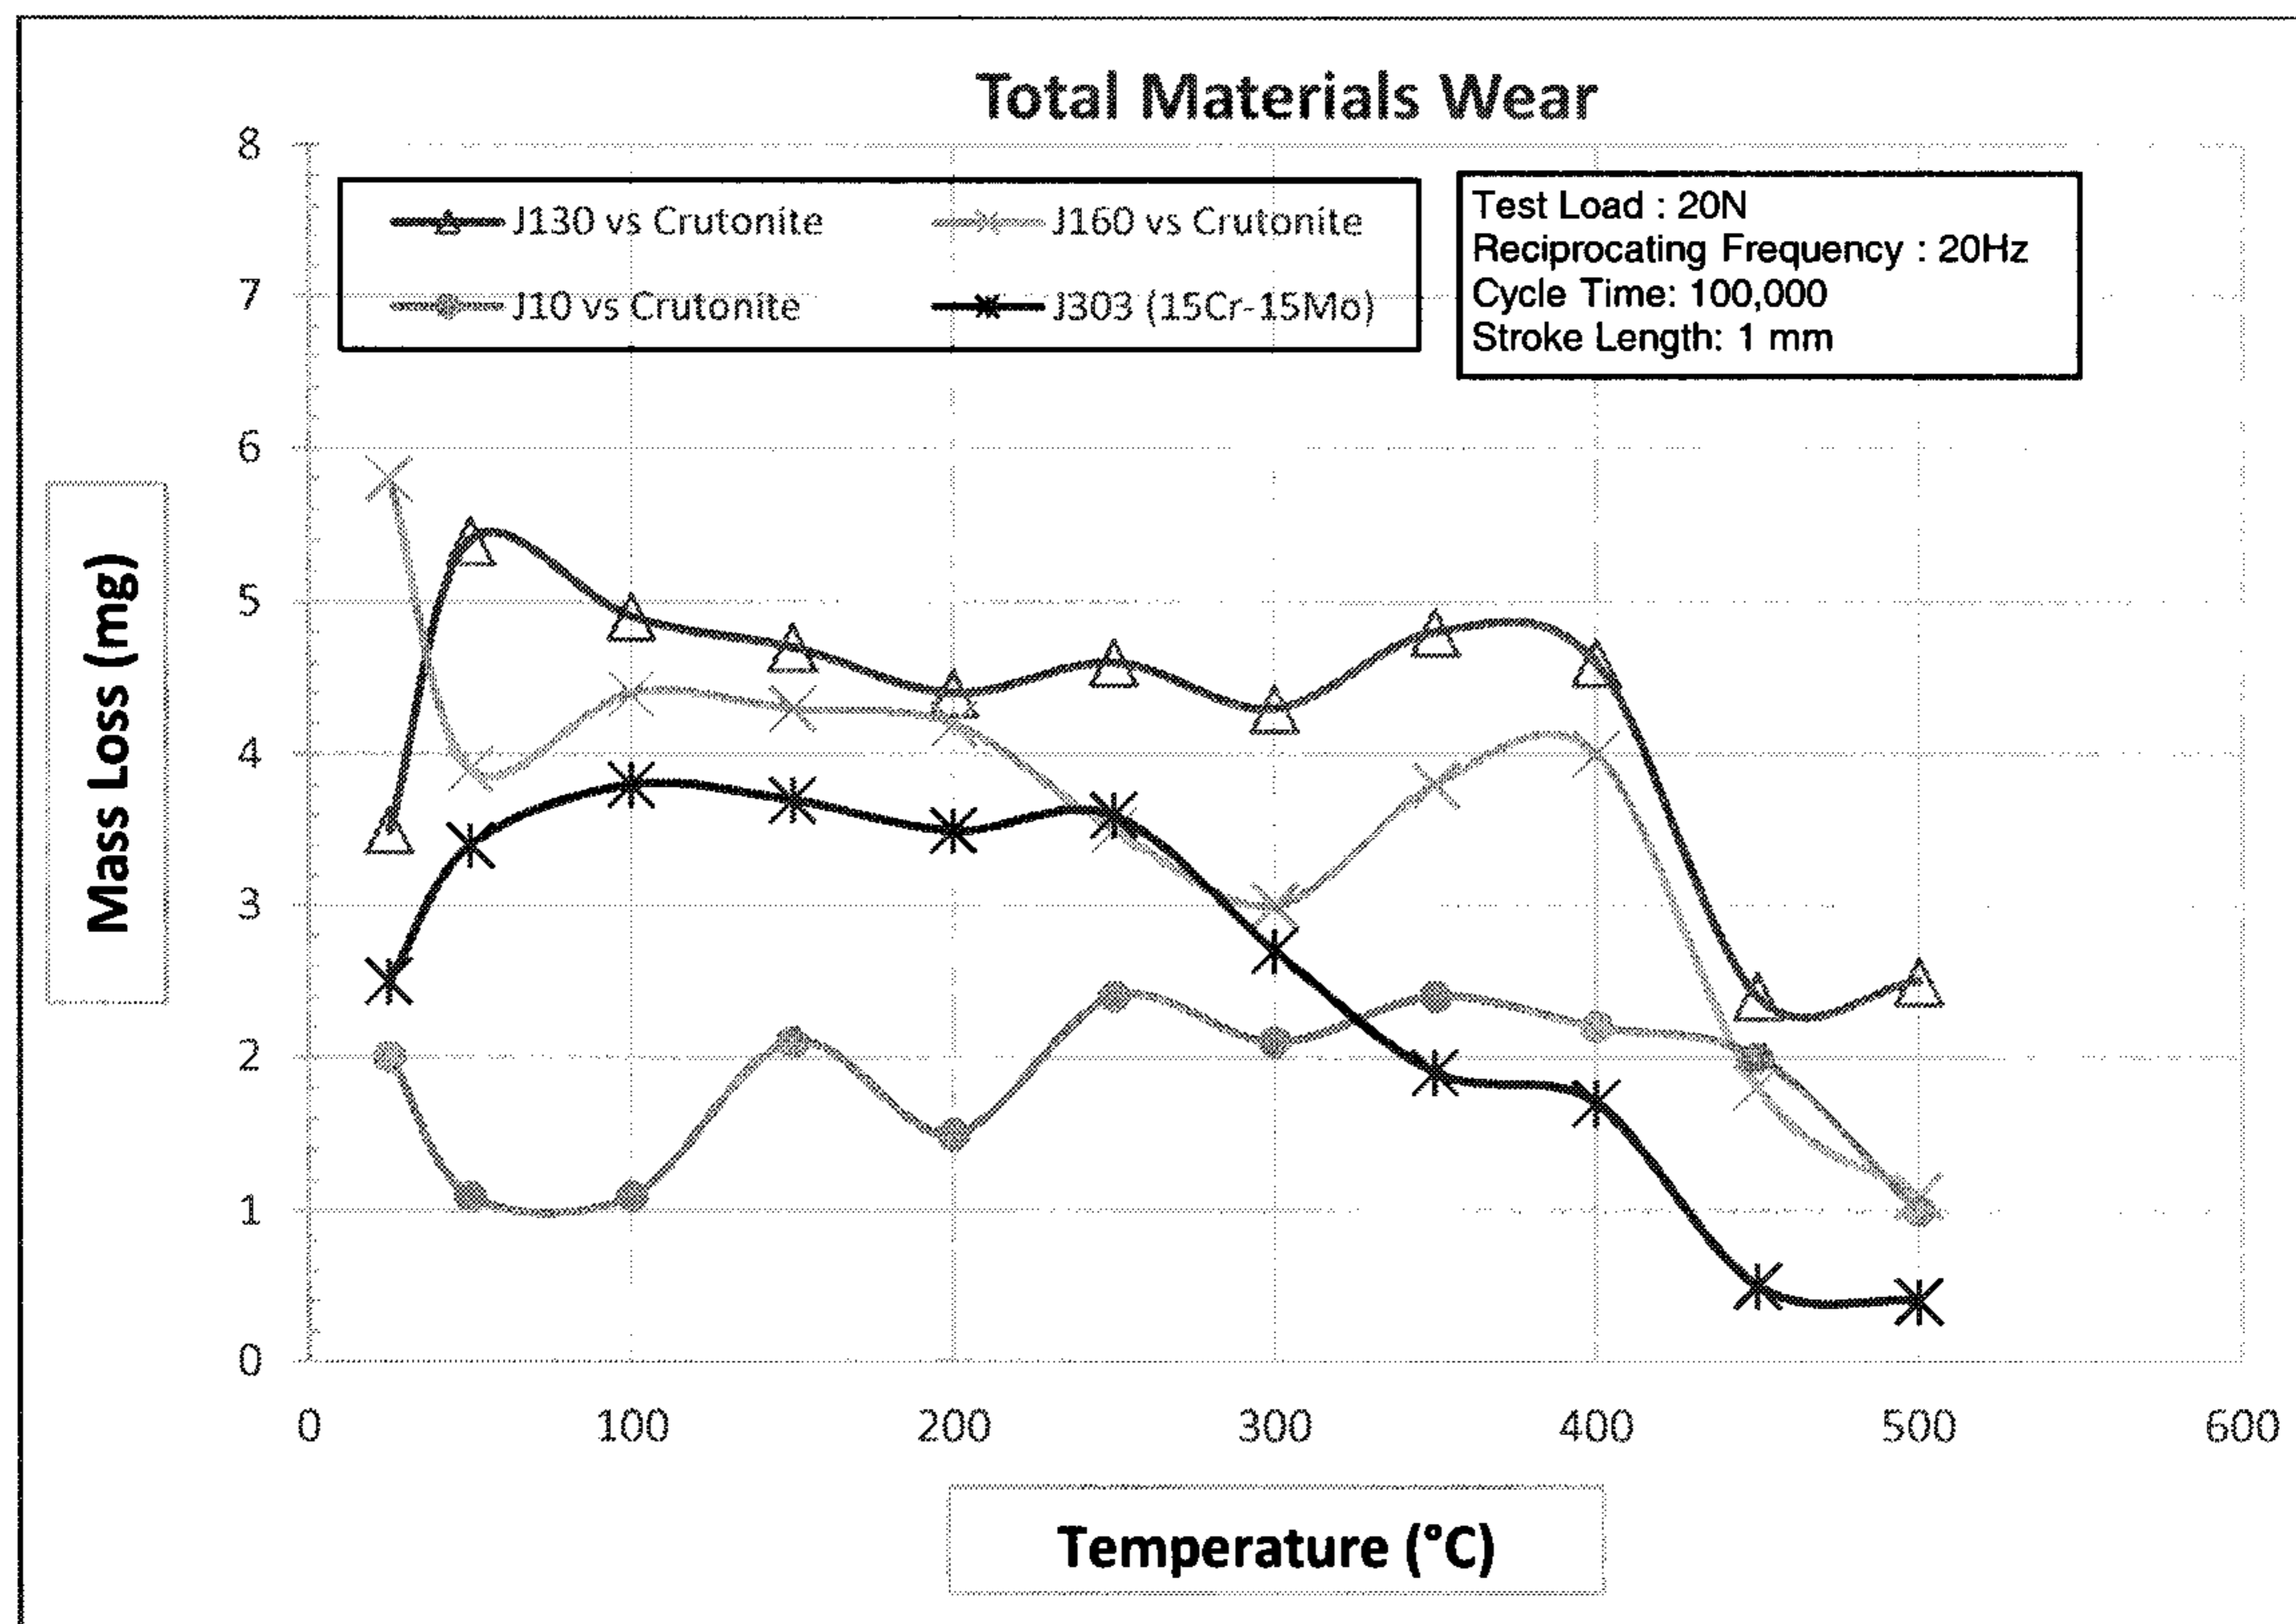 Total Materials Wear
8
7
6
5
4
3
2
1
0
J130 vs Crutonite
J160 vs Crutonite
J10 vs Crutonite
J303 (15Cr-15Mo)
Test Load : 20N
Reciprocating Frequency : 20Hz
Cycle Time: 100,000
Stroke Length: 1 mm
Mass Loss (mg)
0 100 200 300 400 500 600
Temperature (°C)